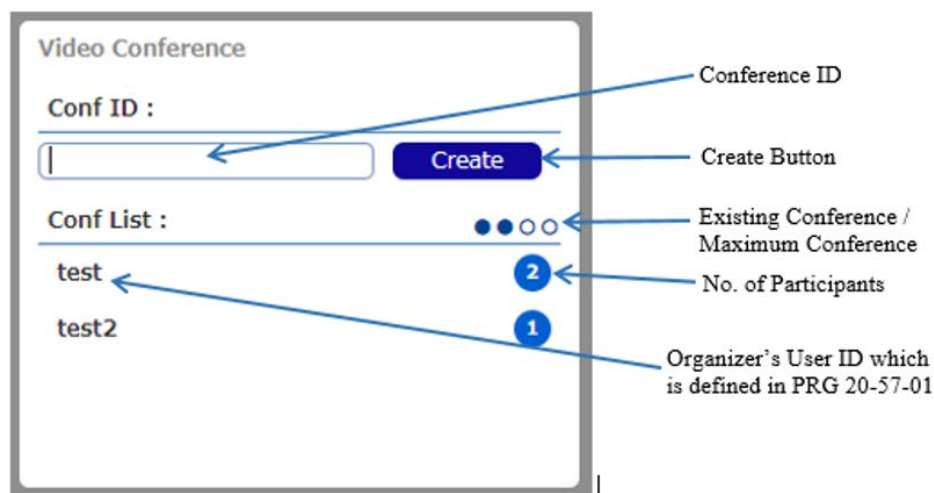 Video Conference
Conf ID :
Conference ID
Create
Create Button
Conf List :
Existing Conference /
Maximum Conference
test
2
No. of Participants
test2
1
Organizer's User ID which
is defined in PRG 20-57-01